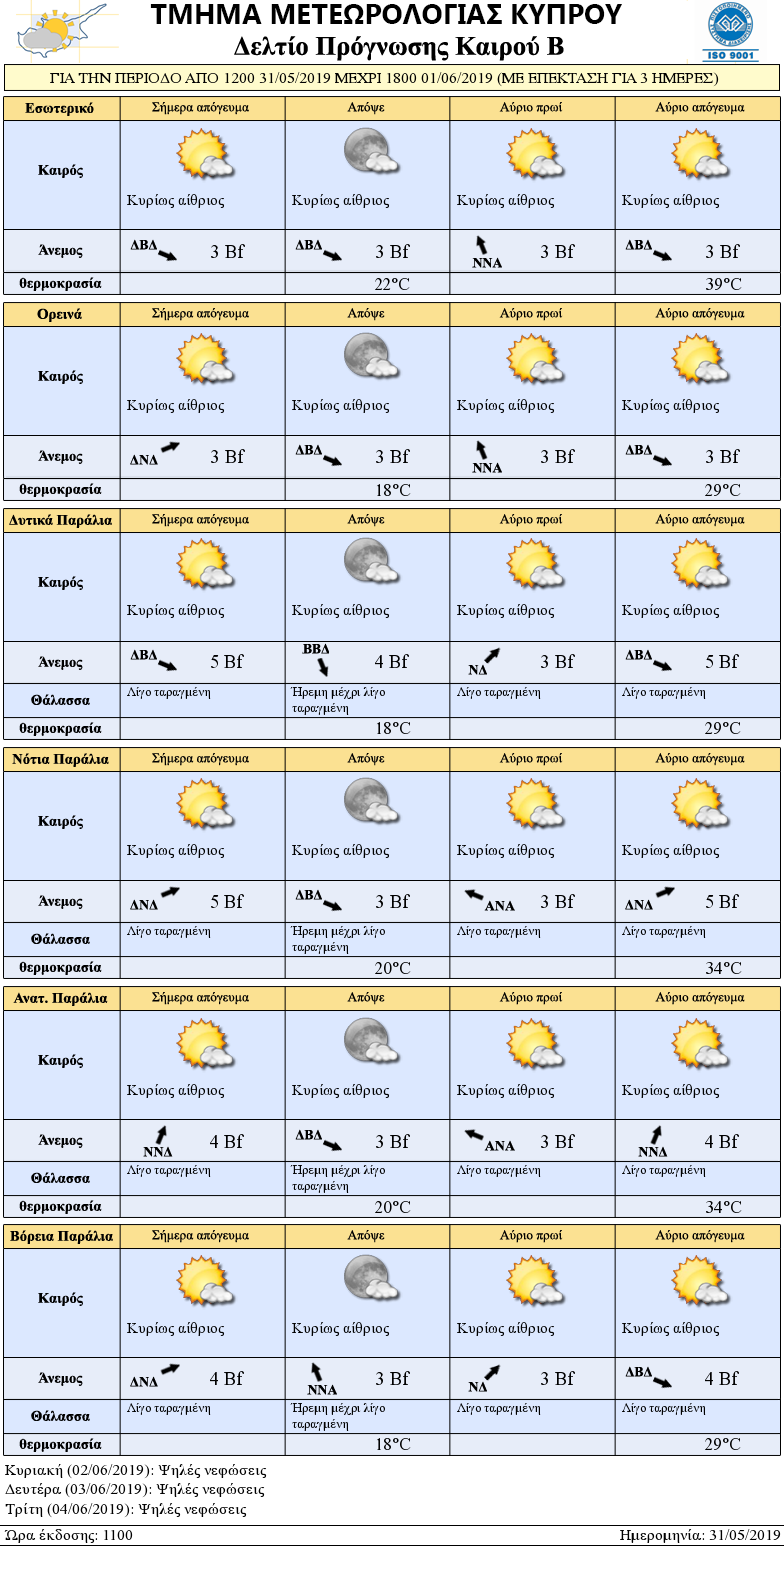 ΤΜΗΜΑ ΜΕΤΕΩΡΟΛΟΓΙΑΣ ΚΥΠΡΟΥ
Δελτίο Πρόγνωσης Καιρού Β
ISO 9001
ΓΙΑ ΤΗΝ ΠΕΡΙΟΔΟ ΑΠΟ 1200 31/05/2019 ΜΕΧΡΙ 1800 01/06/2019 (ΜΕ ΕΠΕΚΤΑΣΗ ΓΙΑ 3 ΗΜΕΡΕΣ)
Εσωτερικό Σήμερα απόγευμα Απόψε Αύριο πρωί Αύριο απόγευμα
Καιρός
Κυρίως αίθριος Κυρίως αίθριος Κυρίως αίθριος Κυρίως αίθριος
Άνεμος ΔΒΔ 3 Bf ΔΒΔ 3 Bf ΝΝΑ 3 Bf ΔΒΔ 3 Bf
θερμοκρασία 22°C 39°C
Ορεινά Σήμερα απόγευμα Απόψε Αύριο πρωί Αύριο απόγευμα
Καιρός
Κυρίως αίθριος Κυρίως αίθριος Κυρίως αίθριος Κυρίως αίθριος
Άνεμος ΔΝΔ 3 Bf ΔΒΔ 3 Bf ΝΝΑ 3 Bf ΔΒΔ 3 Bf
θερμοκρασία 18°C 29°C
Δυτικά Παράλια Σήμερα απόγευμα Απόψε Αύριο πρωί Αύριο απόγευμα
Καιρός
Κυρίως αίθριος Κυρίως αίθριος Κυρίως αίθριος Κυρίως αίθριος
Άνεμος ΔΒΔ 5 Bf ΒΒΔ 4 Bf ΝΔ 3 Bf ΔΒΔ 5 Bf
Θάλασσα Λίγο ταραγμένη Ήρεμη μέχρι λίγο Λίγο ταραγμένη Λίγο ταραγμένη
ταραγμένη
θερμοκρασία 18°C 29°C
Νότια Παράλια Σήμερα απόγευμα Απόψε Αύριο πρωί Αύριο απόγευμα
Καιρός
Κυρίως αίθριος Κυρίως αίθριος Κυρίως αίθριος Κυρίως αίθριος
Άνεμος ΔΝΔ 5 Bf ΔΒΔ 3 Bf ΑΝΑ 3 Bf ΔΝΔ 5 Bf
Θάλασσα Λίγο ταραγμένη Ήρεμη μέχρι λίγο Λίγο ταραγμένη Λίγο ταραγμένη
ταραγμένη
θερμοκρασία 20°C 34°C
Ανατ. Παράλια Σήμερα απόγευμα Απόψε Αύριο πρωί Αύριο απόγευμα
Καιρός
Κυρίως αίθριος Κυρίως αίθριος Κυρίως αίθριος Κυρίως αίθριος
Άνεμος ΝΝΔ 4 Bf ΔΒΔ 3 Bf ΑΝΑ 3 Bf ΝΝΔ 4 Bf
Θάλασσα Λίγο ταραγμένη Ήρεμη μέχρι λίγο Λίγο ταραγμένη Λίγο ταραγμένη
ταραγμένη
θερμοκρασία 20°C 34°C
Βόρεια Παράλια Σήμερα απόγευμα Απόψε Αύριο πρωί Αύριο απόγευμα
Καιρός
Κυρίως αίθριος Κυρίως αίθριος Κυρίως αίθριος Κυρίως αίθριος
Άνεμος ΔΝΔ 4 Bf ΝΝΑ 3 Bf ΝΔ 3 Bf ΔΒΔ 4 Bf
Θάλασσα Λίγο ταραγμένη Ήρεμη μέχρι λίγο Λίγο ταραγμένη Λίγο ταραγμένη
ταραγμένη
θερμοκρασία 18°C 29°C
Κυριακή (02/06/2019): Ψηλές νεφώσεις
Δευτέρα (03/06/2019): Ψηλές νεφώσεις
Τρίτη (04/06/2019): Ψηλές νεφώσεις
Ώρα έκδοσης: 1100 Ημερομηνία: 31/05/2019